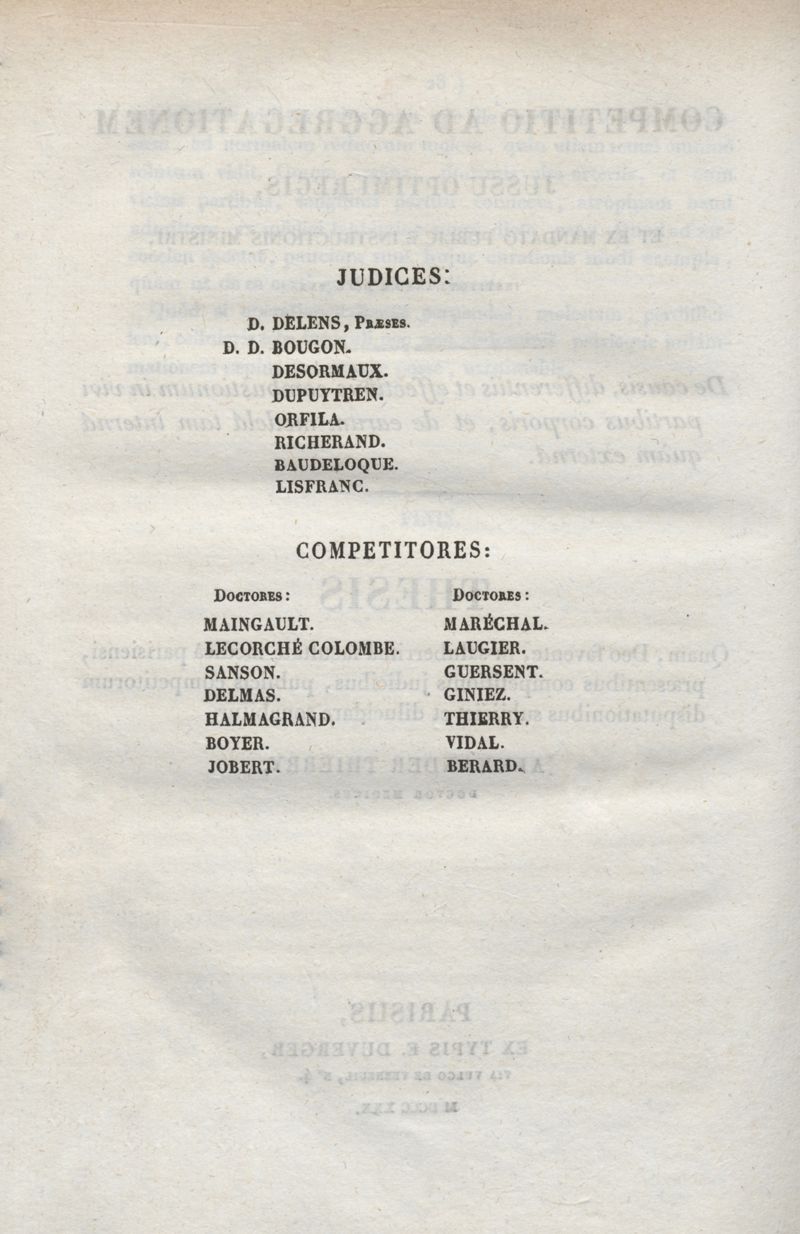 JUDICES:
D. DELENS, PRÆSES.
D. D. BOUGON.
DESORMAUX.
DUPUYTREN.
ORFILA.
RICHERAND.
BAUDELOQUE.
LISFRANC.
COMPETITORES:
DOCTORES:
MAINGAULT.
LECORCHÉ COLOMBE.
SANSON.
DELMAS.
HALMAGRAND.
BOYER.
JOBERT.
DOCTORES:
MARÉCHAL.
LAUGIER.
GUERSENT.
GINIEZ.
THIERRY.
VIDAL.
BERARD.